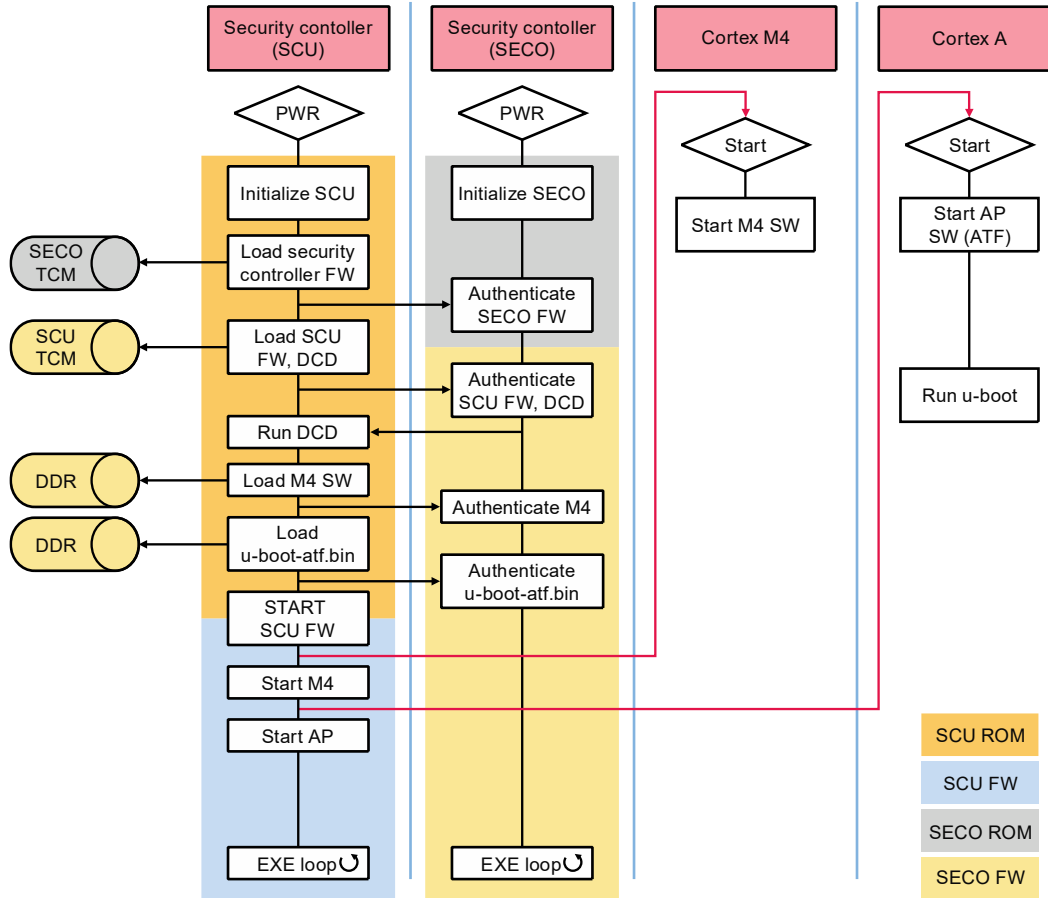 Security contoller
(SCU)
Security contoller
(SECO)
Cortex M4
Cortex A
PWR
PWR
Start
Start
Initialize SCU
Initialize SECO
Start M4 SW
Start AP
SW (ATF)
SECO
TCM
Load security
controller FW
Authenticate
SECO FW
SCU
TCM
Load SCU
FW, DCD
Authenticate
SCU FW, DCD
Run u-boot
Run DCD
DDR
Load M4 SW
Authenticate M4
DDR
Load
u-boot-atf.bin
Authenticate
u-boot-atf.bin
START
SCU FW
Start M4
Start AP
EXE loop
EXE loop
SCU ROM
SCU FW
SECO ROM
SECO FW